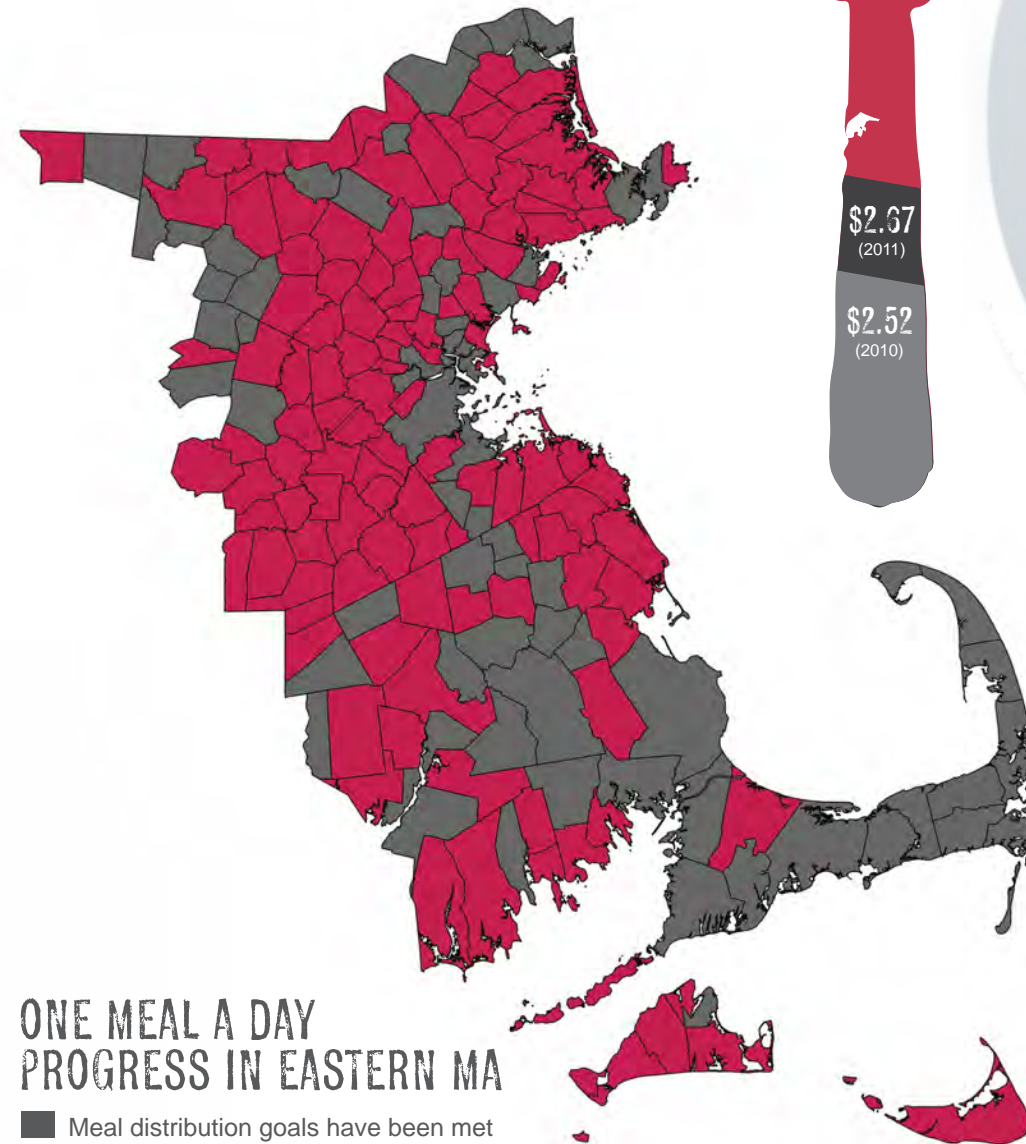 $2.67
(2011)
$2.52
(2010)
ONE MEAL A DAY
PROGRESS IN EASTERN MA
Meal distribution goals have been met